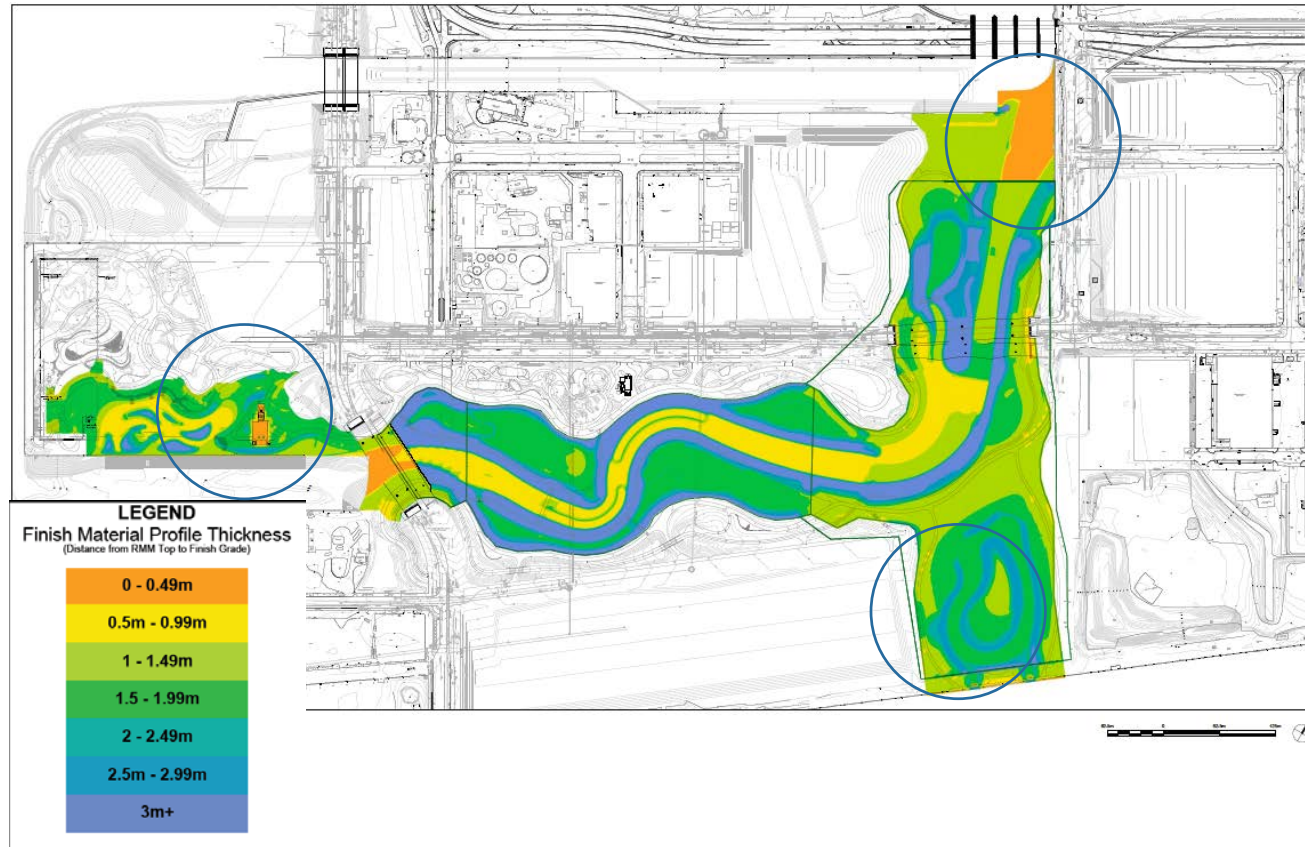 LEGEND
Finish Material Profile Thickness
(Distance from RMM Top to Finish Grade)
0 - 0.49m
0.5m - 0.99m
1 - 1.49m
1.5 - 1.99m
2 - 2.49m
2.5m - 2.99m
3m+